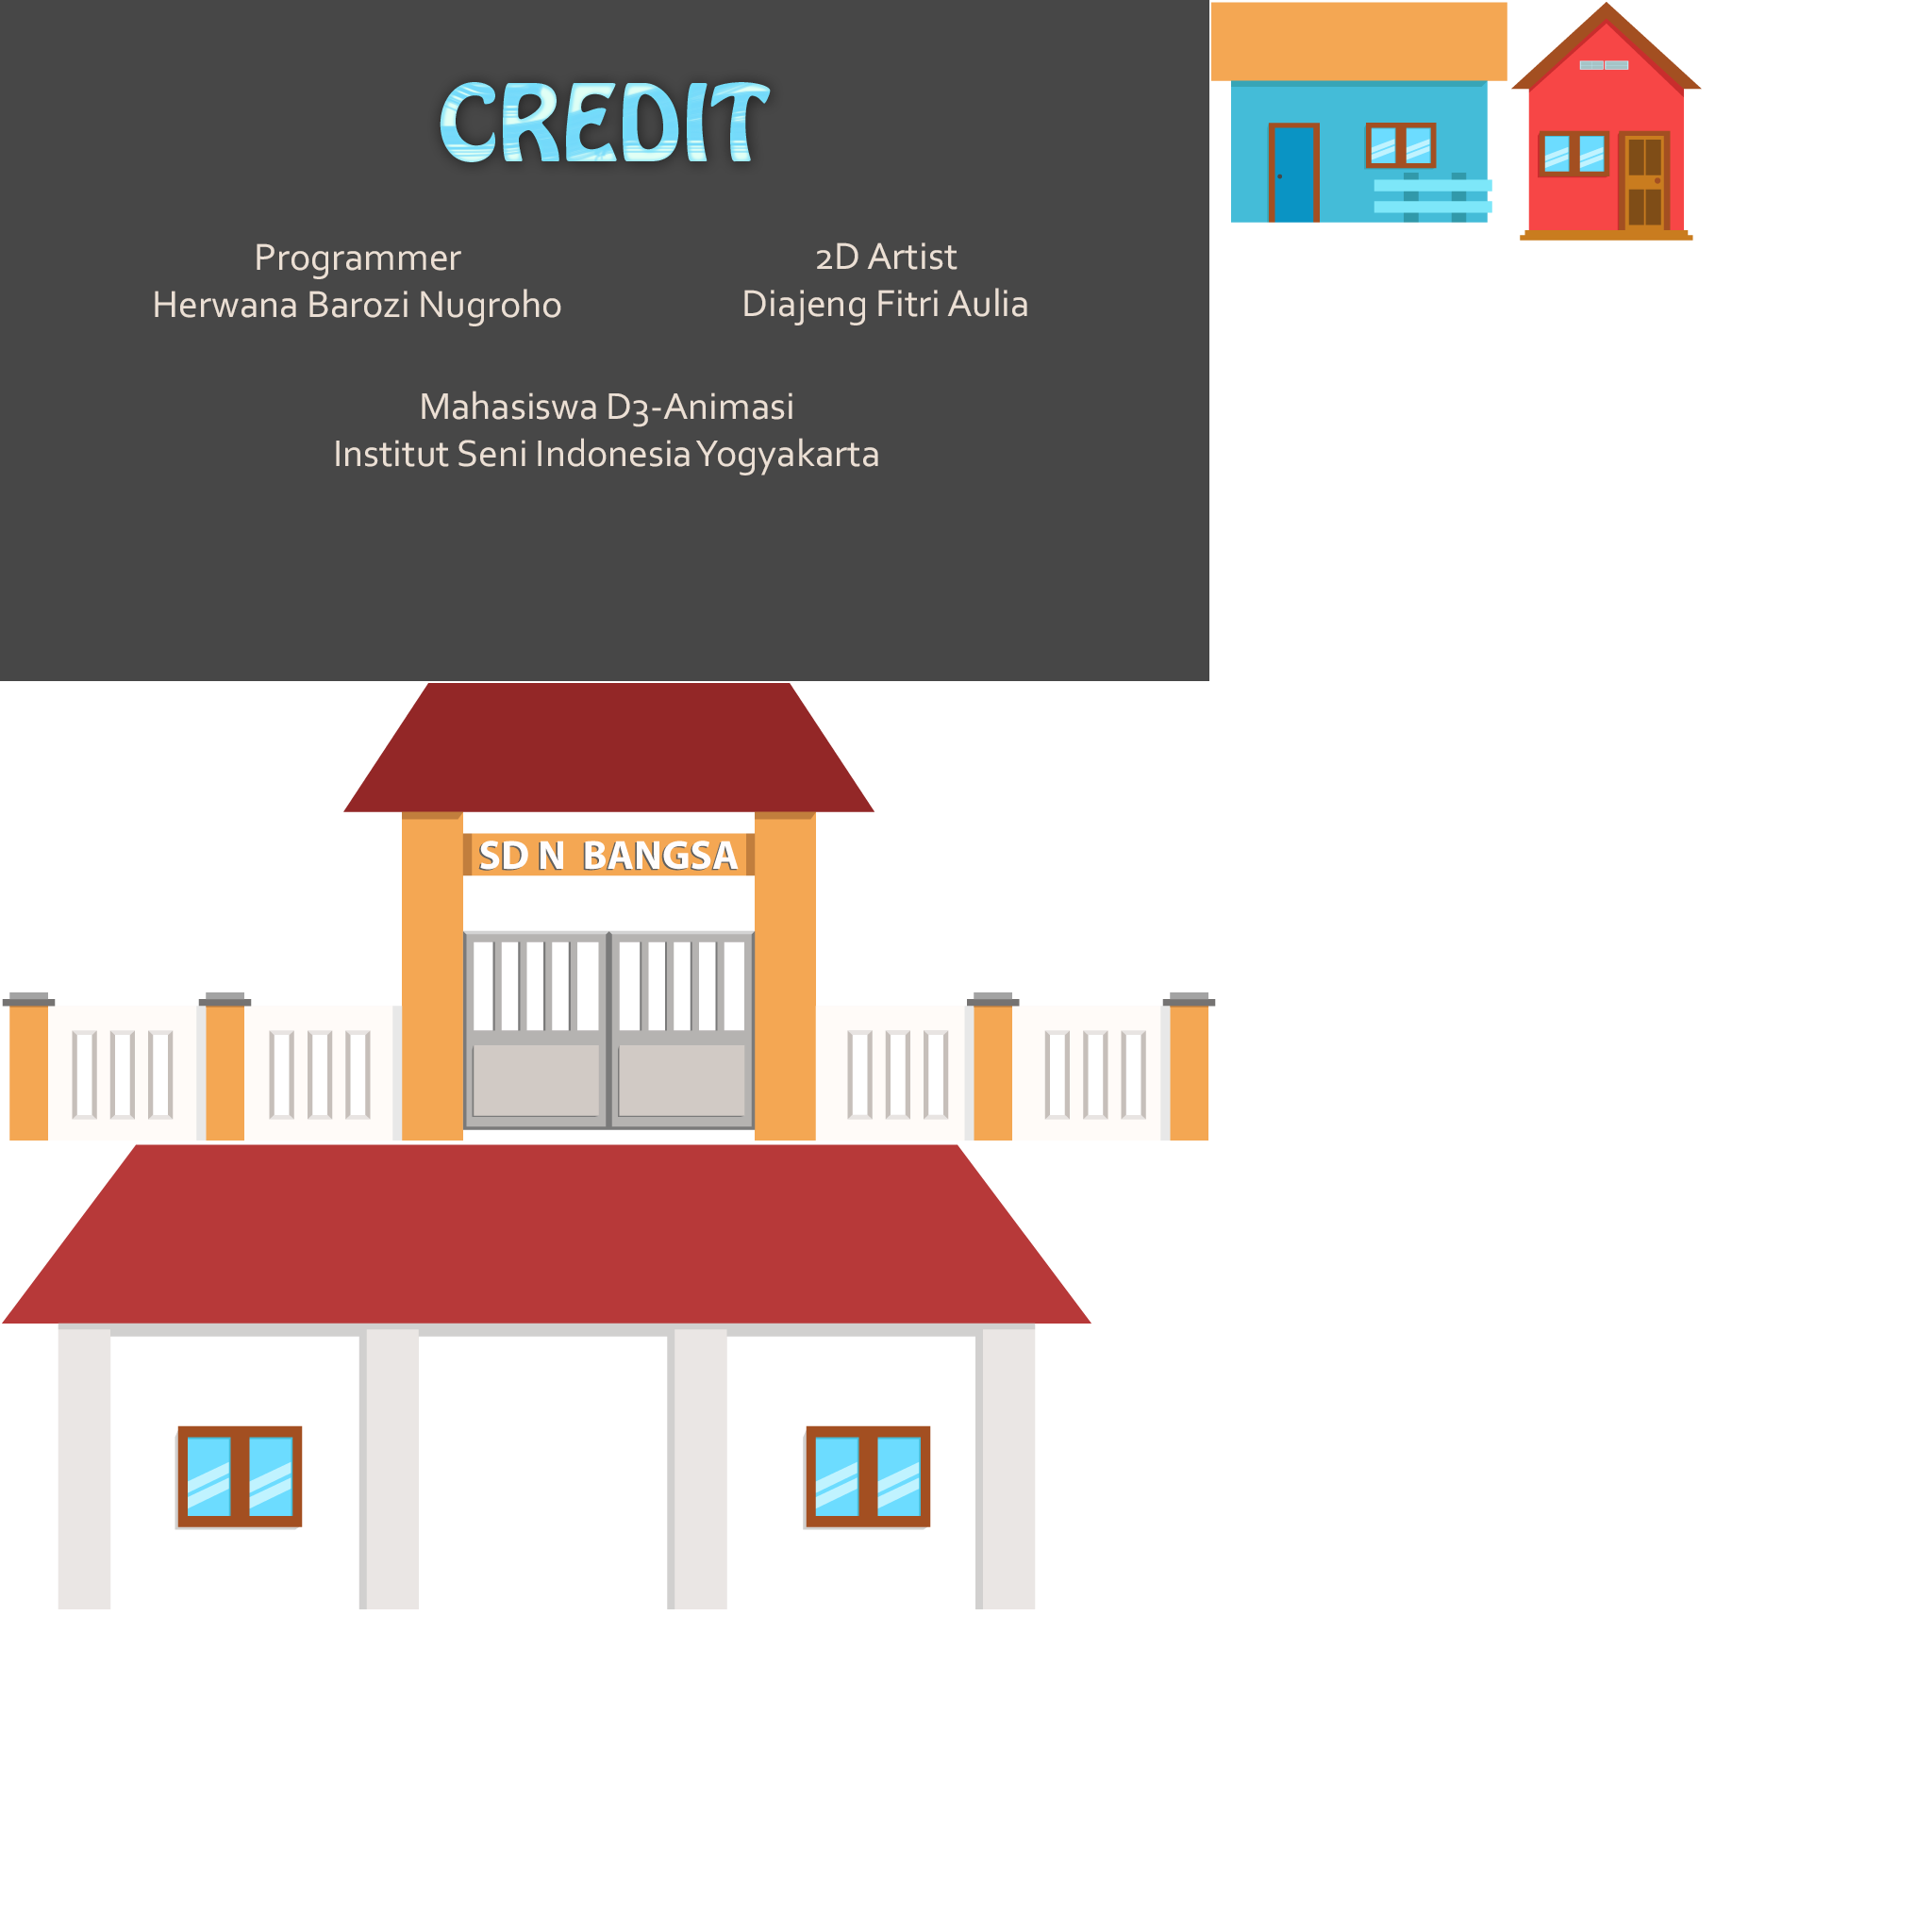 CREDIT
Programmer
Herwana Barozi Nugroho
2D Artist
Diajeng Fitri Aulia
Mahasiswa D3-Animasi
Institut Seni Indonesia Yogyakarta
SD N BANGSA